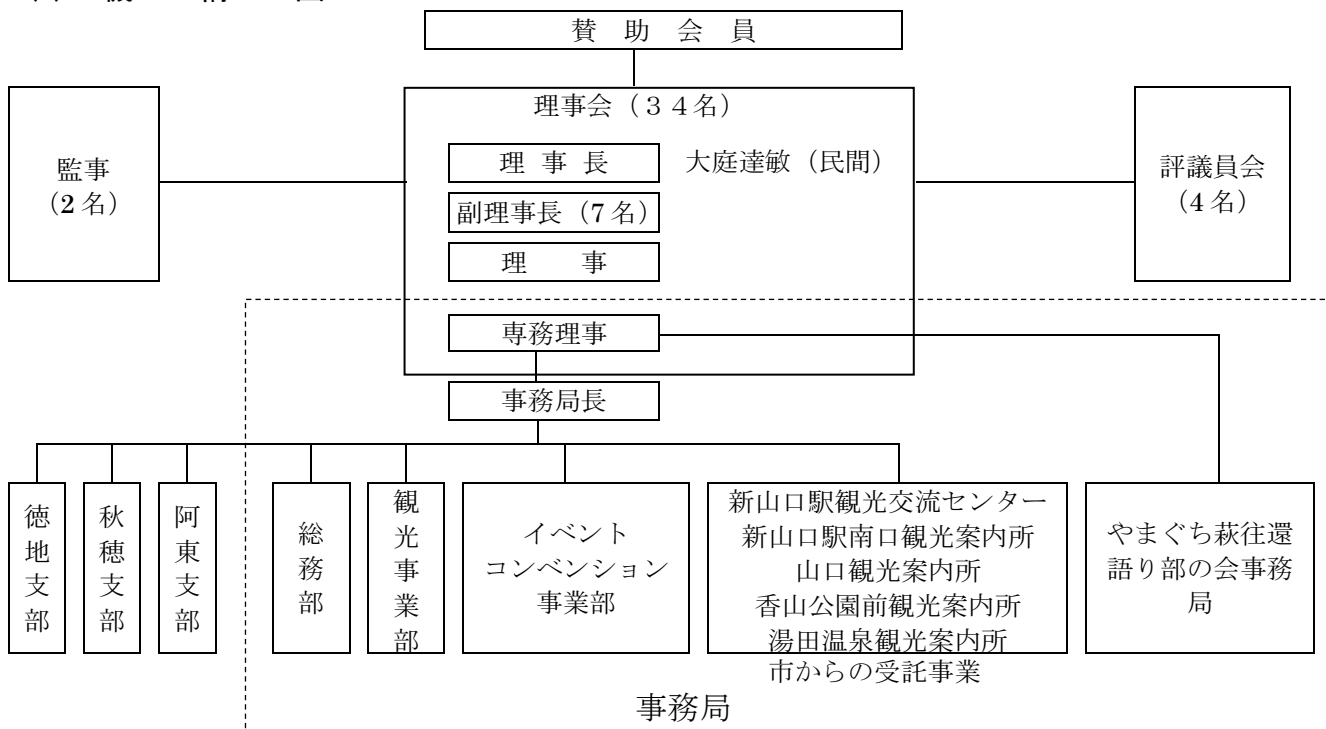 賛助会員
理事会（３４名）
理事長
大庭達敏（民間）
副理事長（7名）
理事
監事
（2名）
評議員会
（4名）
専務理事
事務局長
徳地支部
秋穂支部
阿東支部
総務部
観光事業部
イベント
コンベンション
事業部
新山口駅観光交流センター
新山口駅南口観光案内所
山口観光案内所
香山公園前観光案内所
湯田温泉観光案内所
市からの受託事業
やまぐち萩往還
語り部の会事務
局
事務局